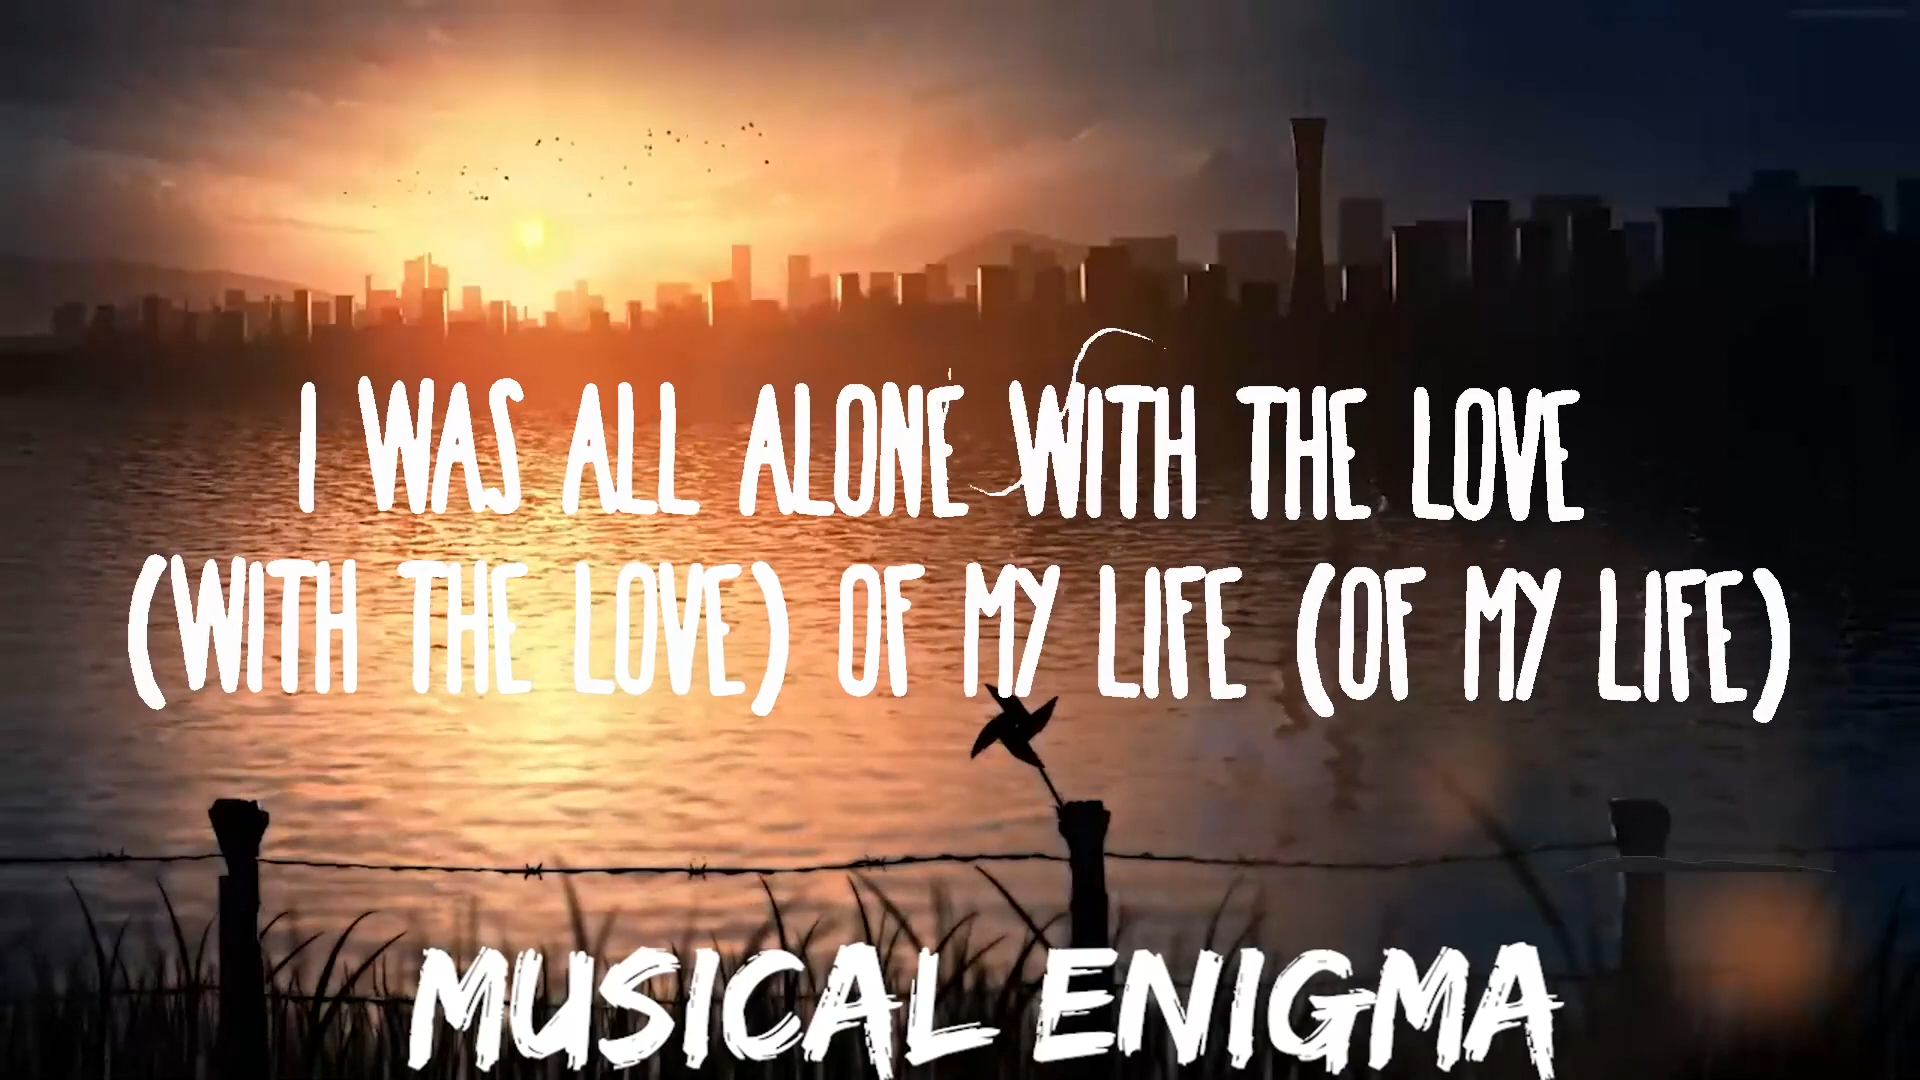 I WAS ALL ALONE WITH THE LOVE
(WITH THE LOVE) OF MY LIFE (OF MY LIFE)
MUSICAL ENIGMA